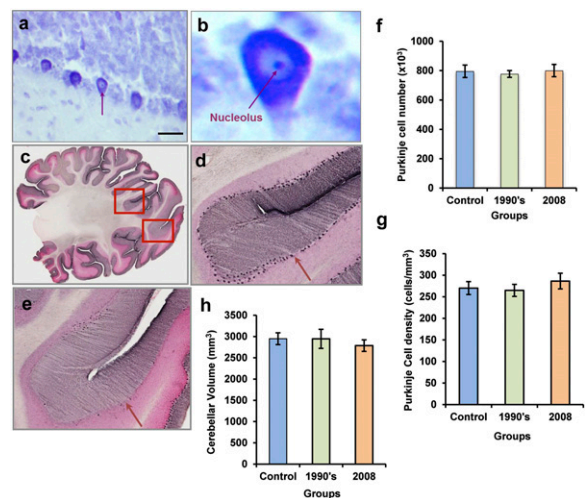 a
b
Nucleolus
c
d
e
f
Purkinje cell number (x10³)
1000
800
600
400
200
0
Control
1990's
2008
Groups
g
Purkinje Cell density (cells/mm³)
350
300
250
200
150
100
50
0
Control
1990's
2008
Groups
h
Cerebellar Volume (mm³)
3500
3000
2500
2000
1500
1000
500
0
Control
1990's
2008
Groups